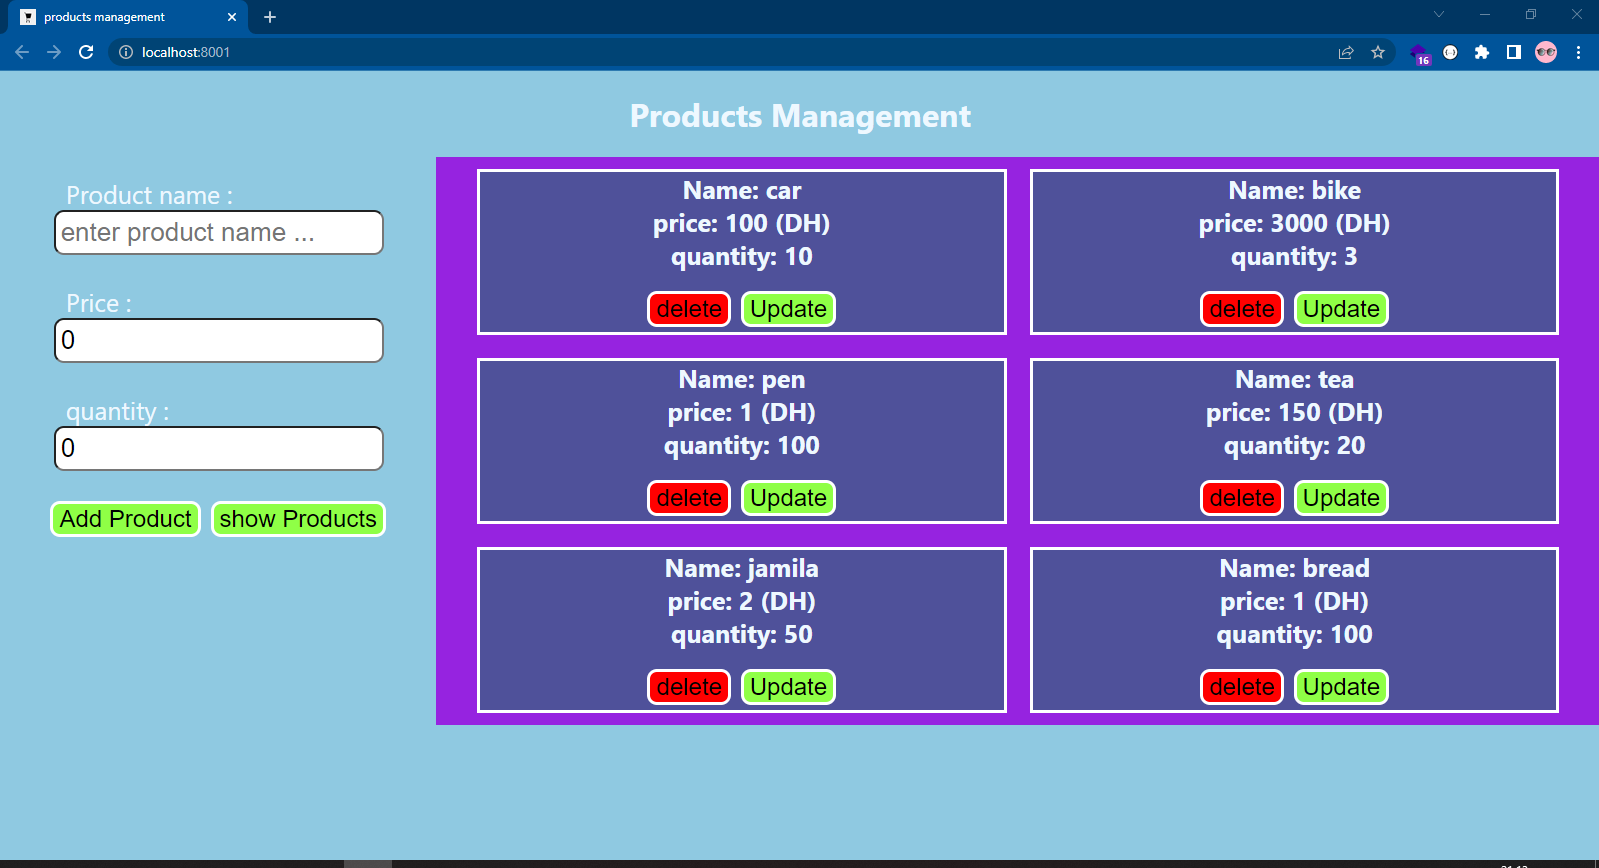 products management
localhost:8001
16
Products Management
Product name :
enter product name ...
Price :
0
quantity :
0
Add Product
show Products
Name: car
price: 100 (DH)
quantity: 10
delete
Update
Name: bike
price: 3000 (DH)
quantity: 3
delete
Update
Name: pen
price: 1 (DH)
quantity: 100
delete
Update
Name: tea
price: 150 (DH)
quantity: 20
delete
Update
Name: jamila
price: 2 (DH)
quantity: 50
delete
Update
Name: bread
price: 1 (DH)
quantity: 100
delete
Update